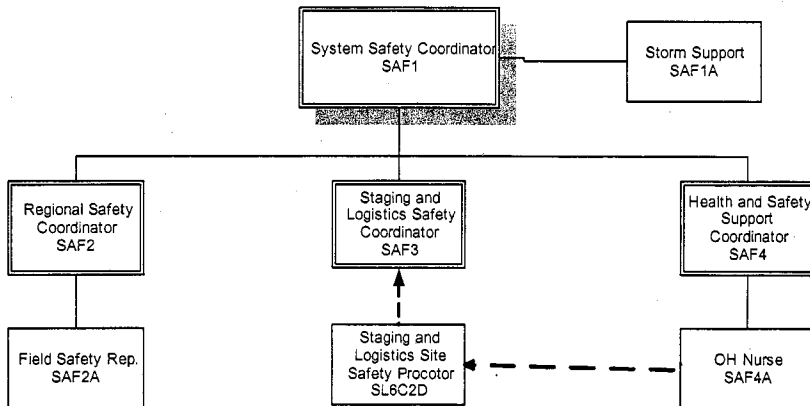 System Safety Coordinator
SAF1
Storm Support
SAF1A
Regional Safety
Coordinator
SAF2
Staging and
Logistics Safety
Coordinator
SAF3
Health and Safety
Support
Coordinator
SAF4
Field Safety Rep.
SAF2A
Staging and
Logistics Site
Safety Procotor
SL6C2D
OH Nurse
SAF4A